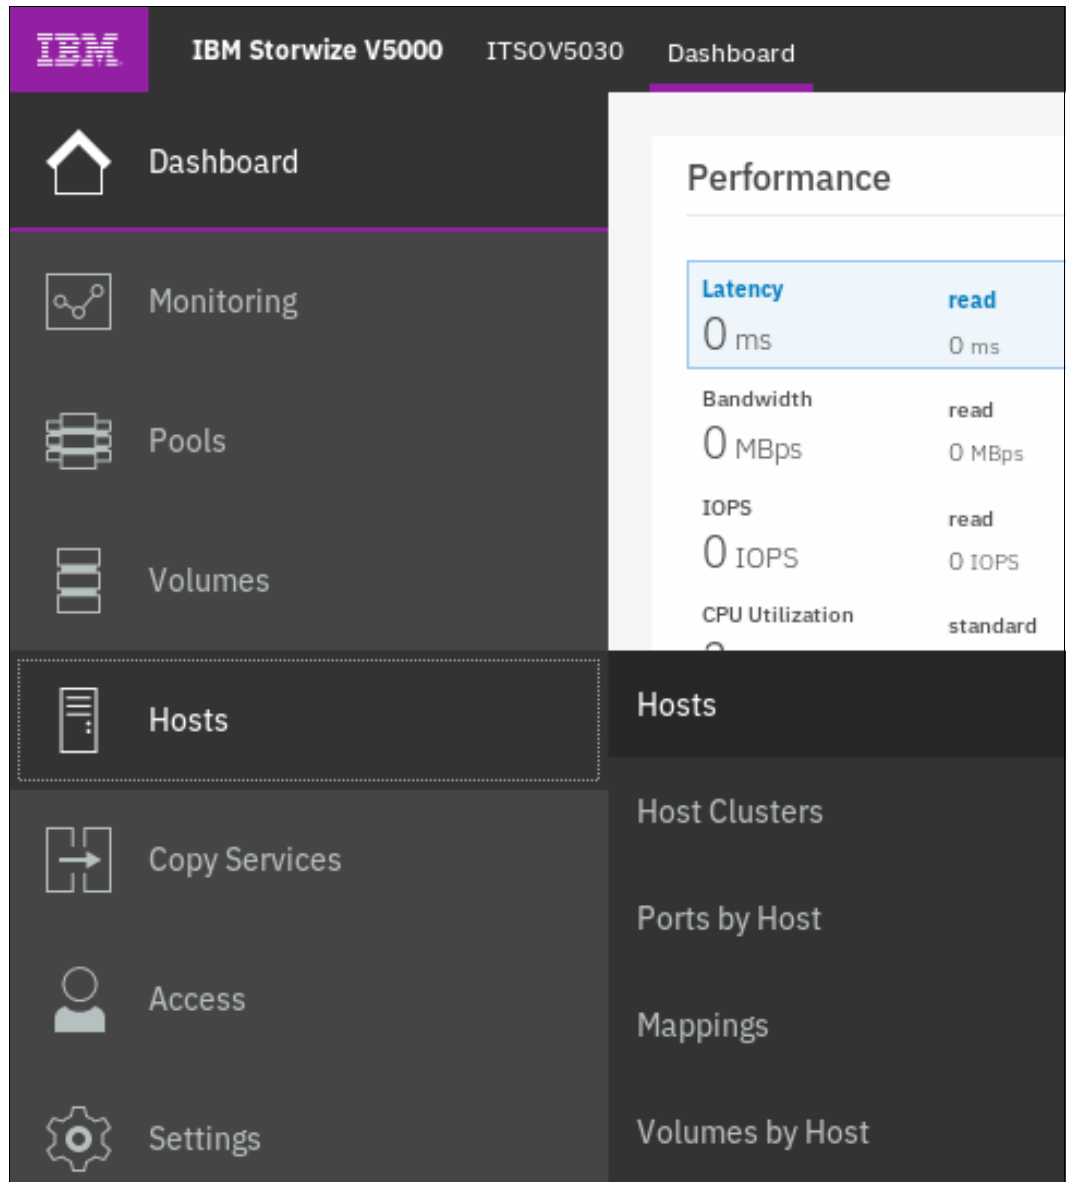 IBM IBM Storwize V5000 ITSOV5030 Dashboard
Dashboard
Monitoring
Pools
Volumes
Hosts
Copy Services
Access
Settings
Performance
Latency read
0 ms 0 ms
Bandwidth read
0 MBps 0 MBps
IOPS read
0 IOPS 0 IOPS
CPU Utilization standard
Hosts
Host Clusters
Ports by Host
Mappings
Volumes by Host